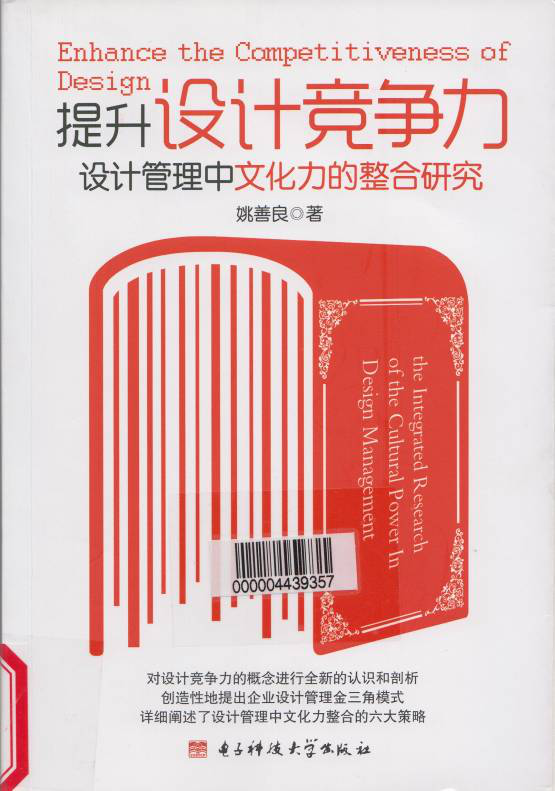 Enhance the Competitiveness of
Design
提升设计竞争力
设计管理中文化力的整合研究
姚善良◎著
the Integrated Research
of the Cultural Power In
Design Management
000004439357
对设计竞争力的概念进行全新的认识和剖析
创造性地提出企业设计管理金三角模式
详细阐述了设计管理中文化力整合的六大策略
电子科技大学出版社